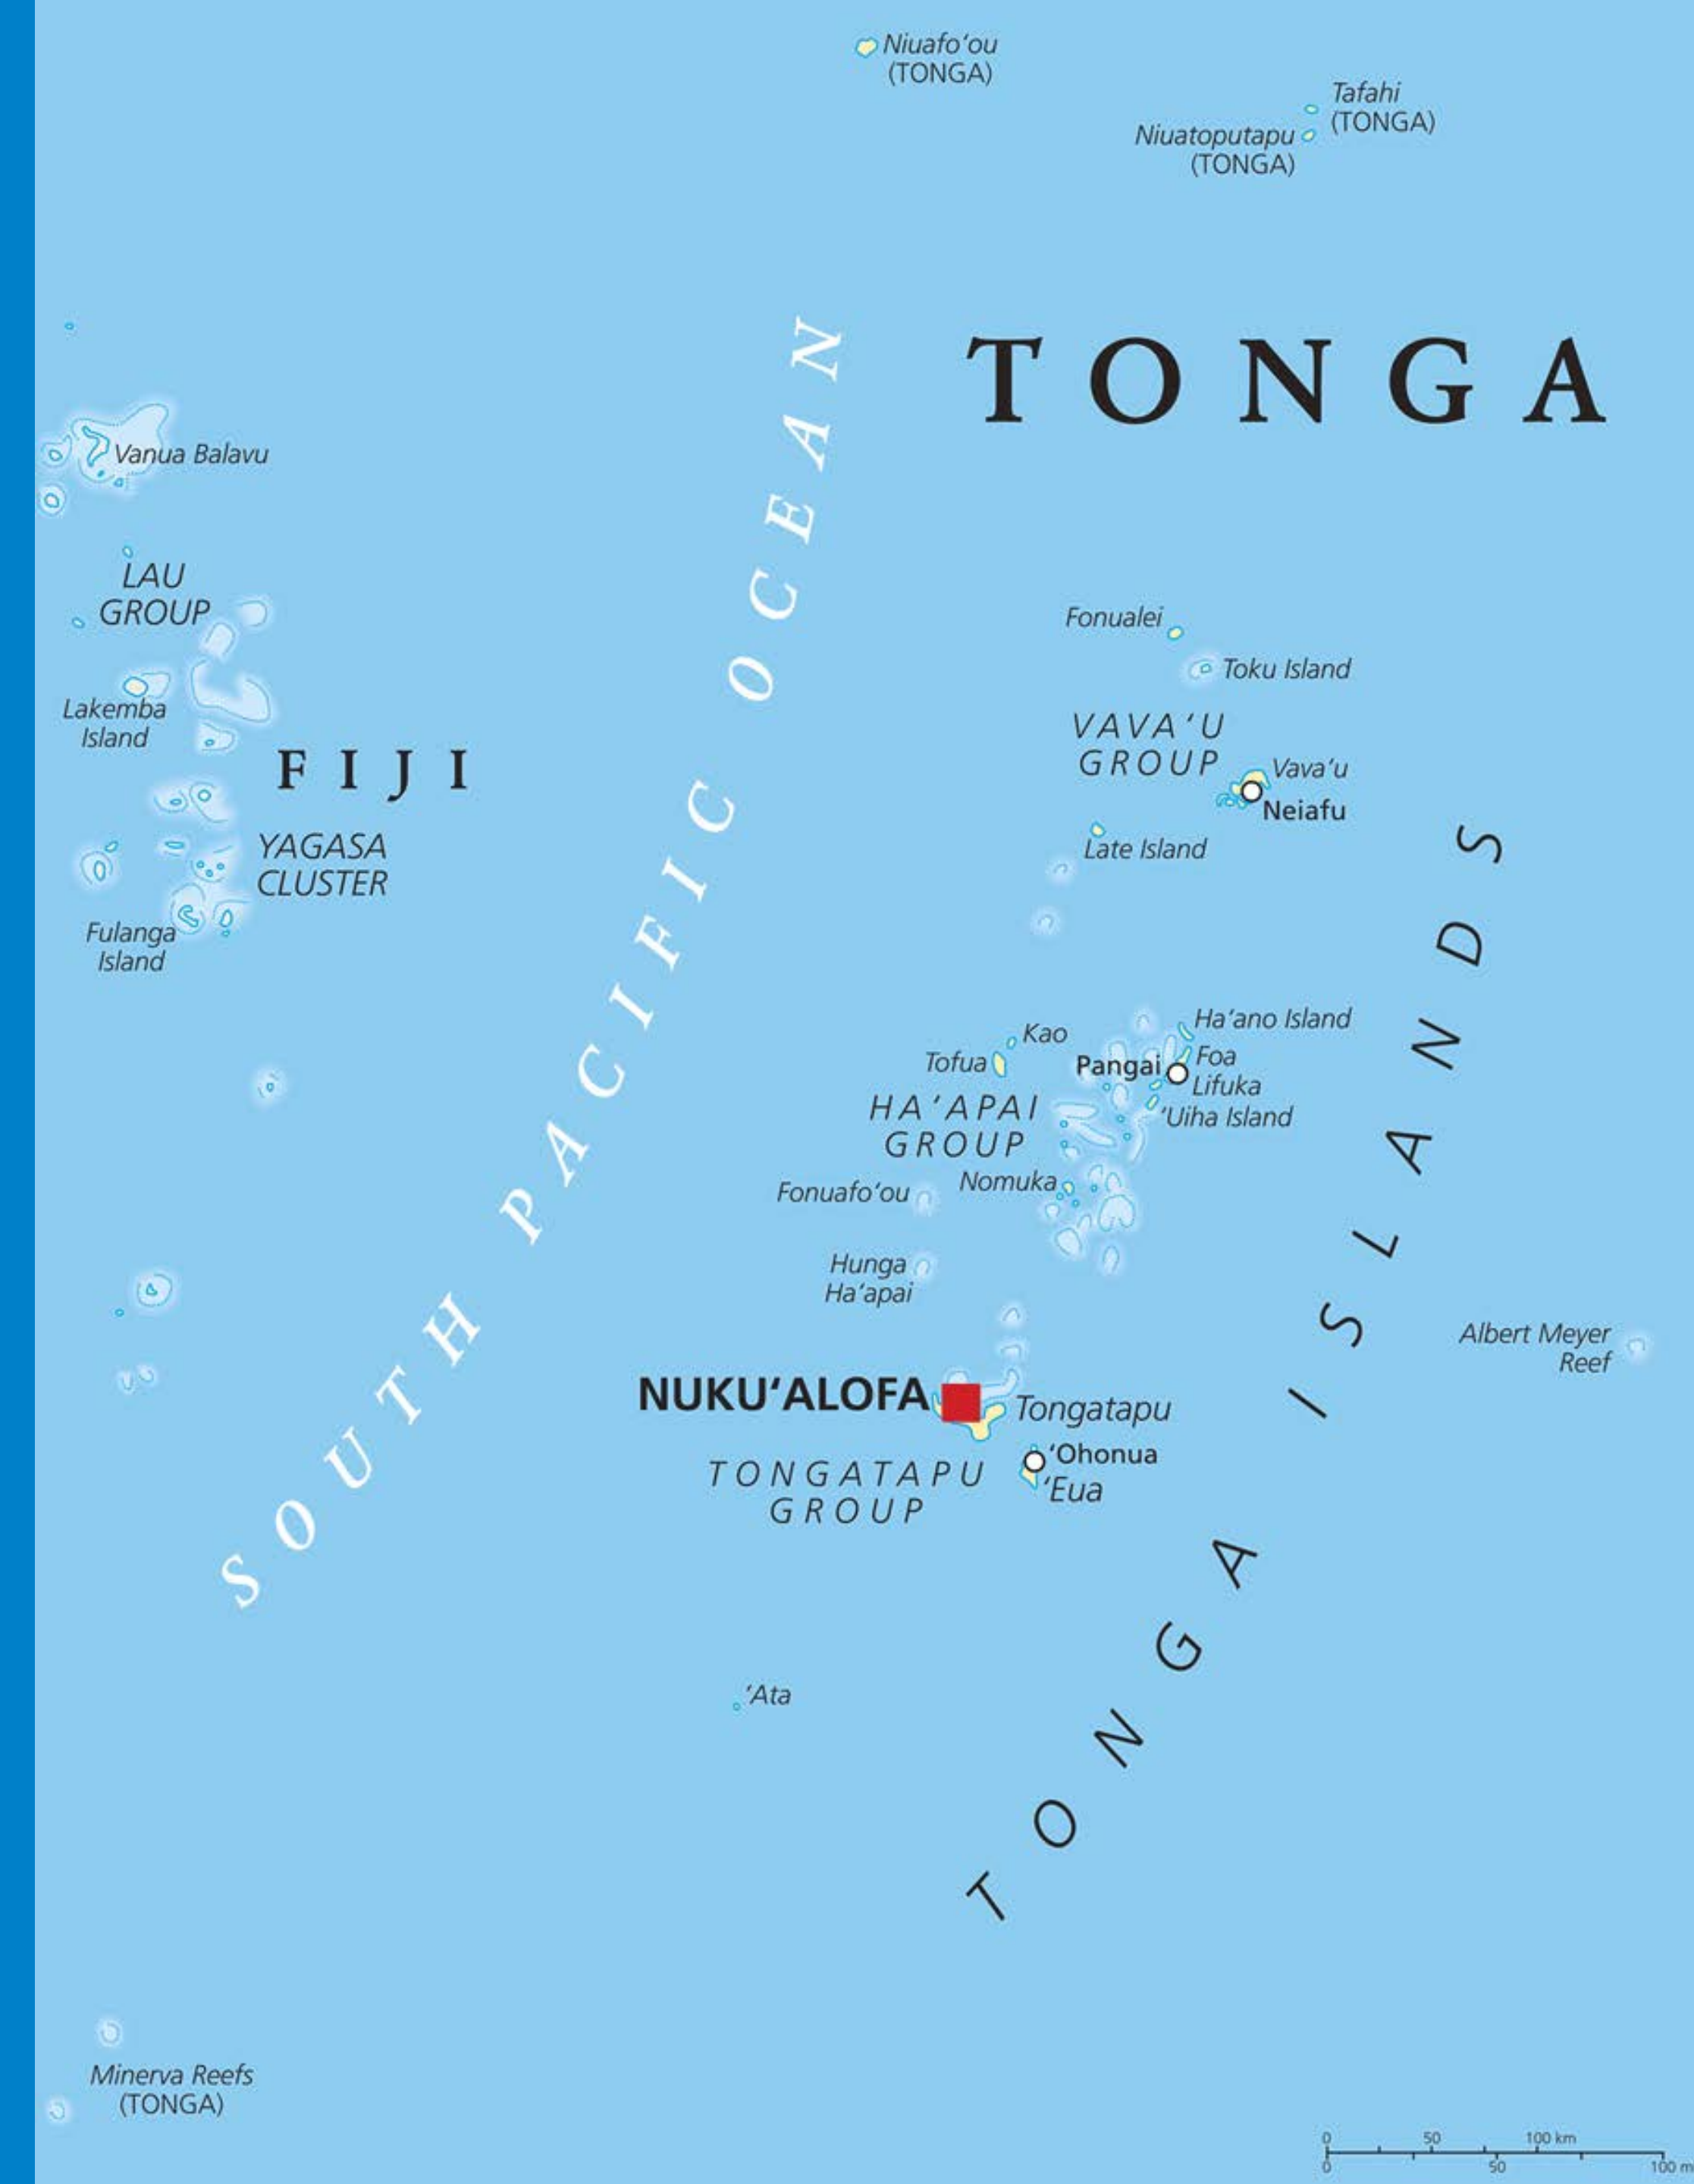 Niuafo‘ou
(TONGA)
Tafahi
(TONGA)
Niuatoputapu
(TONGA)
TONGA
SOUTH PACIFIC OCEAN
Vanua Balavu
LAU
GROUP
Lakemba
Island
FIJI
YAGASA
CLUSTER
Fulanga
Island
Fonualei
Toku Island
VAVA‘U
GROUP
Vava‘u
Neiafu
Late Island
TONGA ISLANDS
Ha‘ano Island
Kao
Tofua
Pangai
Foa
Lifuka
‘Uiha Island
HA‘APAI
GROUP
Nomuka
Fonuafo‘ou
Hunga
Ha‘apai
Albert Meyer
Reef
NUKU‘ALOFA
Tongatapu
‘Ohonua
‘Eua
TONGATAPU
GROUP
‘Ata
Minerva Reefs
(TONGA)
0 50 100 km
0 50 100 m